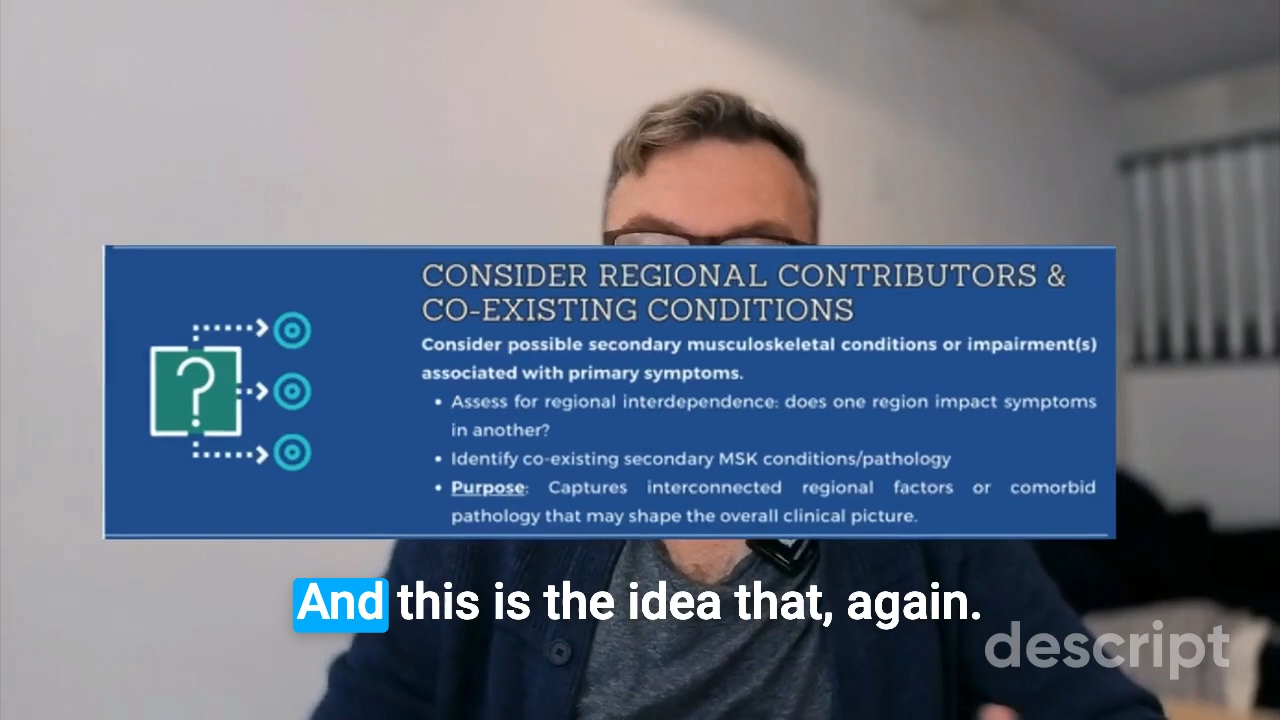 CONSIDER REGIONAL CONTRIBUTORS &
CO-EXISTING CONDITIONS
Consider possible secondary musculoskeletal conditions or impairment(s)
associated with primary symptoms.
• Assess for regional interdependence: does one region impact symptoms
in another?
• Identify co-existing secondary MSK conditions/pathology
• Purpose: Captures interconnected regional factors or comorbid
pathology that may shape the overall clinical picture.
?
And this is the idea that, again.
descript